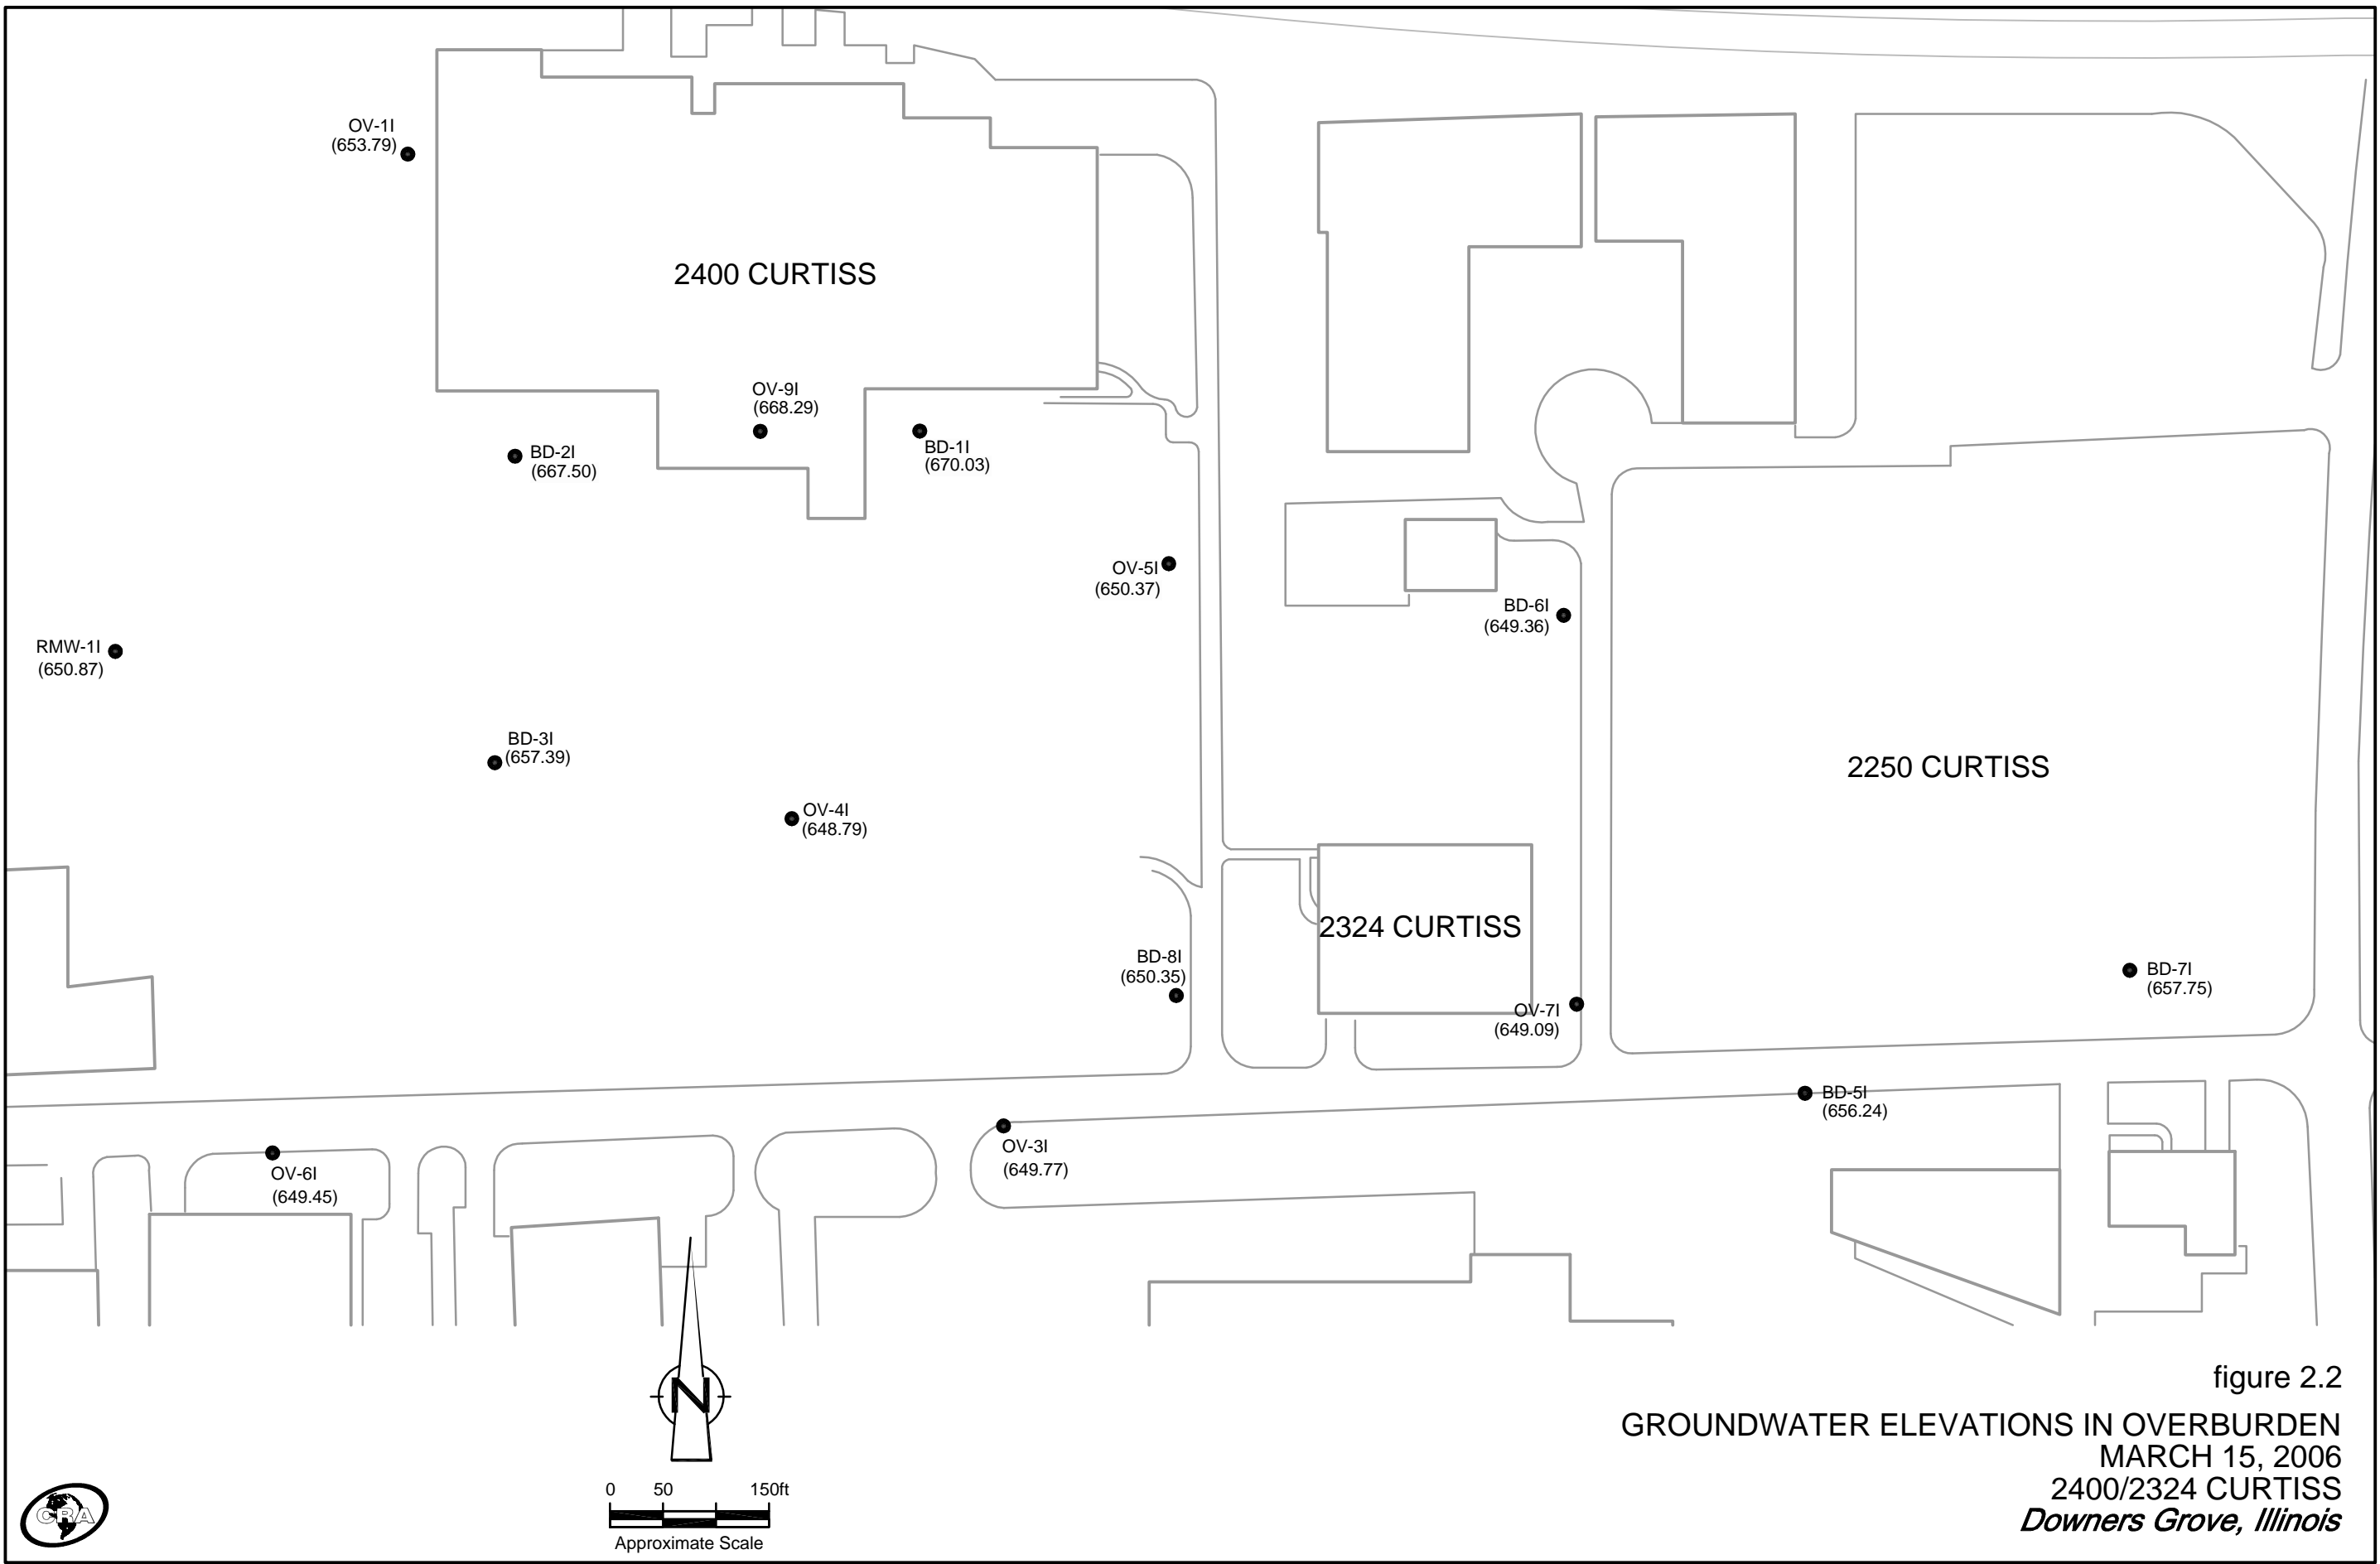 OV-1I
(653.79)
2400 CURTISS
OV-9I
(668.29)
BD-2I
(667.50)
BD-1I
(670.03)
OV-5I
(650.37)
BD-6I
(649.36)
RMW-1I
(650.87)
BD-3I
(657.39)
2250 CURTISS
OV-4I
(648.79)
2324 CURTISS
BD-8I
(650.35)
BD-7I
(657.75)
OV-7I
(649.09)
BD-5I
(656.24)
OV-3I
(649.77)
OV-6I
(649.45)
N
0 50 150ft
Approximate Scale
CRA
figure 2.2
GROUNDWATER ELEVATIONS IN OVERBURDEN
MARCH 15, 2006
2400/2324 CURTISS
Downers Grove, Illinois